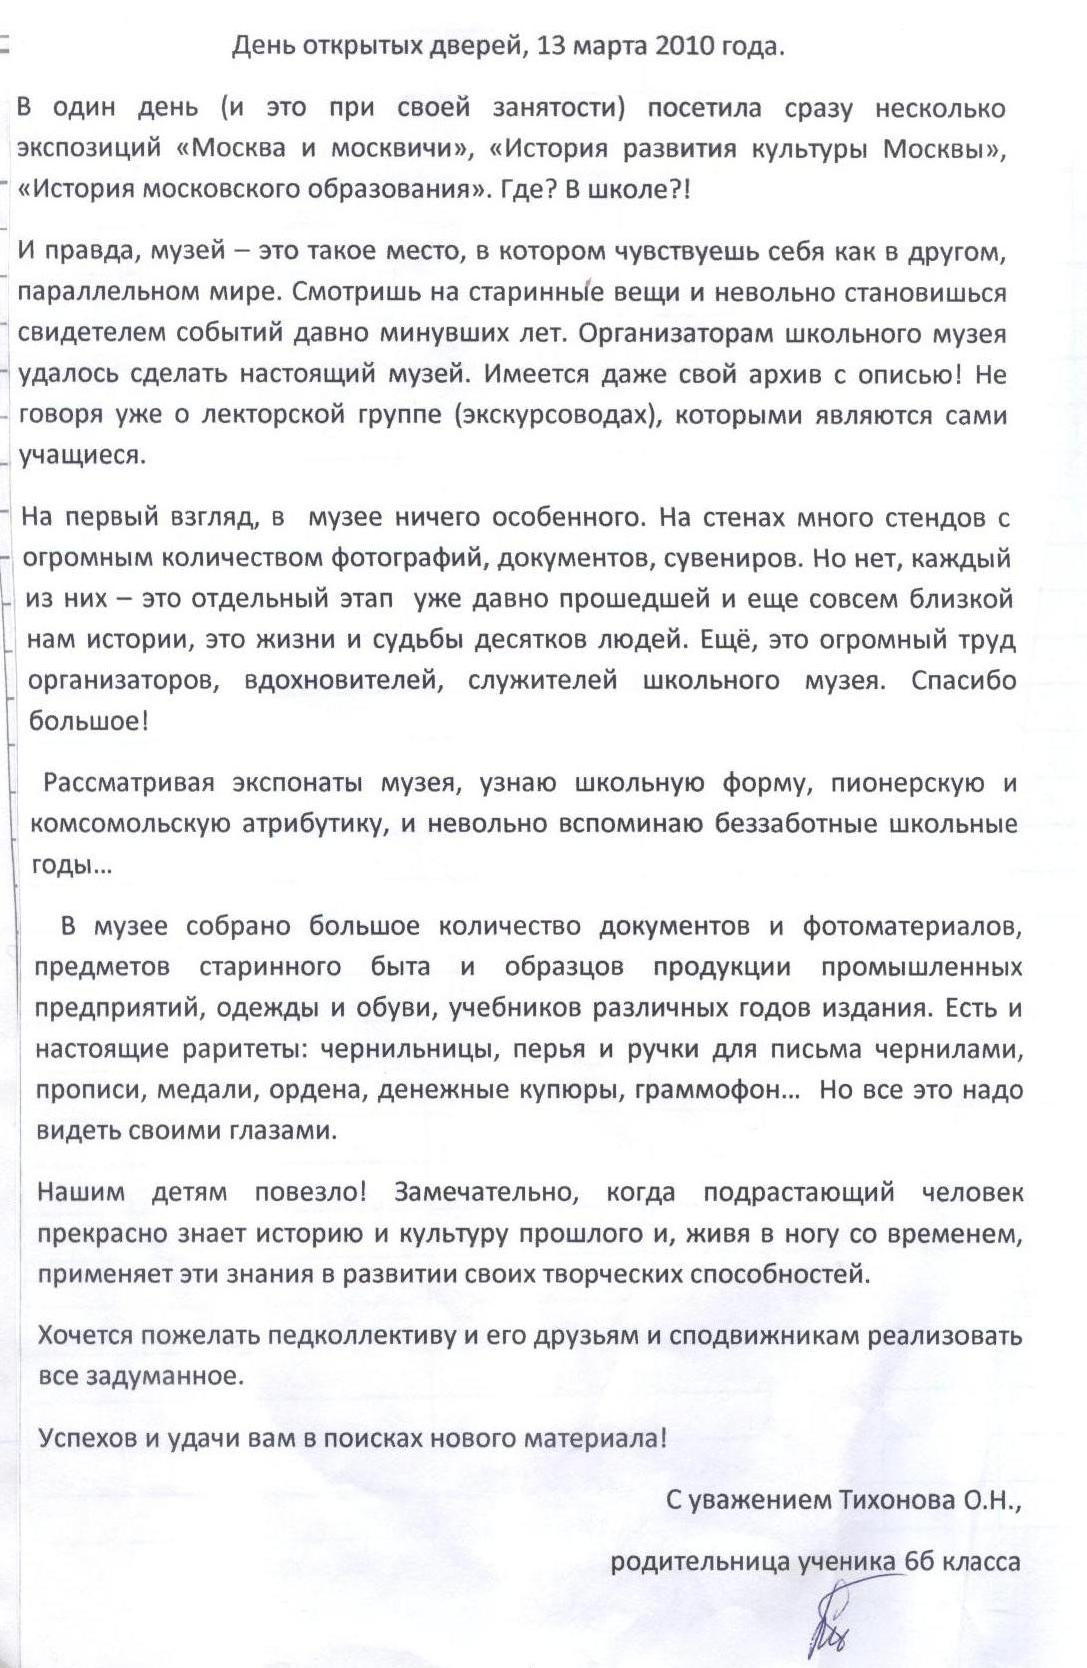 День открытых дверей, 13 марта 2010 года.
В один день (и это при своей занятости) посетила сразу несколько
экспозиций «Москва и москвичи», «История развития культуры Москвы»,
«История московского образования». Где? В школе?!
И правда, музей – это такое место, в котором чувствуешь себя как в другом,
параллельном мире. Смотришь на старинные вещи и невольно становишься
свидетелем событий давно минувших лет. Организаторам школьного музея
удалось сделать настоящий музей. Имеется даже свой архив с описью! Не
говоря уже о лекторской группе (экскурсоводах), которыми являются сами
учащиеся.
На первый взгляд, в музее ничего особенного. На стенах много стендов с
огромным количеством фотографий, документов, сувениров. Но нет, каждый
из них – это отдельный этап уже давно прошедшей и еще совсем близкой
нам истории, это жизни и судьбы десятков людей. Ещё, это огромный труд
организаторов, вдохновителей, служителей школьного музея. Спасибо
большое!
Рассматривая экспонаты музея, узнаю школьную форму, пионерскую и
комсомольскую атрибутику, и невольно вспоминаю беззаботные школьные
годы...
В музее собрано большое количество документов и фотоматериалов,
предметов старинного быта и образцов продукции промышленных
предприятий, одежды и обуви, учебников различных годов издания. Есть и
настоящие раритеты: чернильницы, перья и ручки для письма чернилами,
прописи, медали, ордена, денежные купюры, граммофон... Но все это надо
видеть своими глазами.
Нашим детям повезло! Замечательно, когда подрастающий человек
прекрасно знает историю и культуру прошлого и, живя в ногу со временем,
применяет эти знания в развитии своих творческих способностей.
Хочется пожелать педколлективу и его друзьям и сподвижникам реализовать
все задуманное.
Успехов и удачи вам в поисках нового материала!
С уважением Тихонова О.Н.,
родительница ученика 6б класса